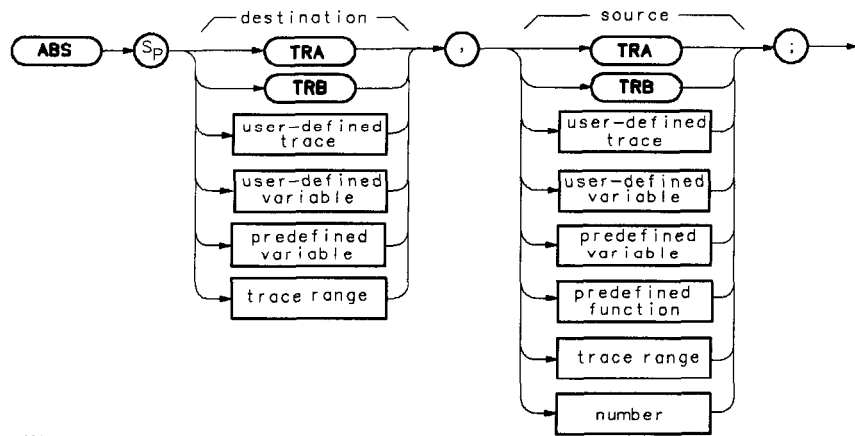 destination
source
ABS
Sp
TRA
TRB
user-defined
trace
user-defined
variable
predefined
variable
trace range
,
TRA
TRB
user-defined
trace
user-defined
variable
predefined
variable
predefined
function
trace range
number
;